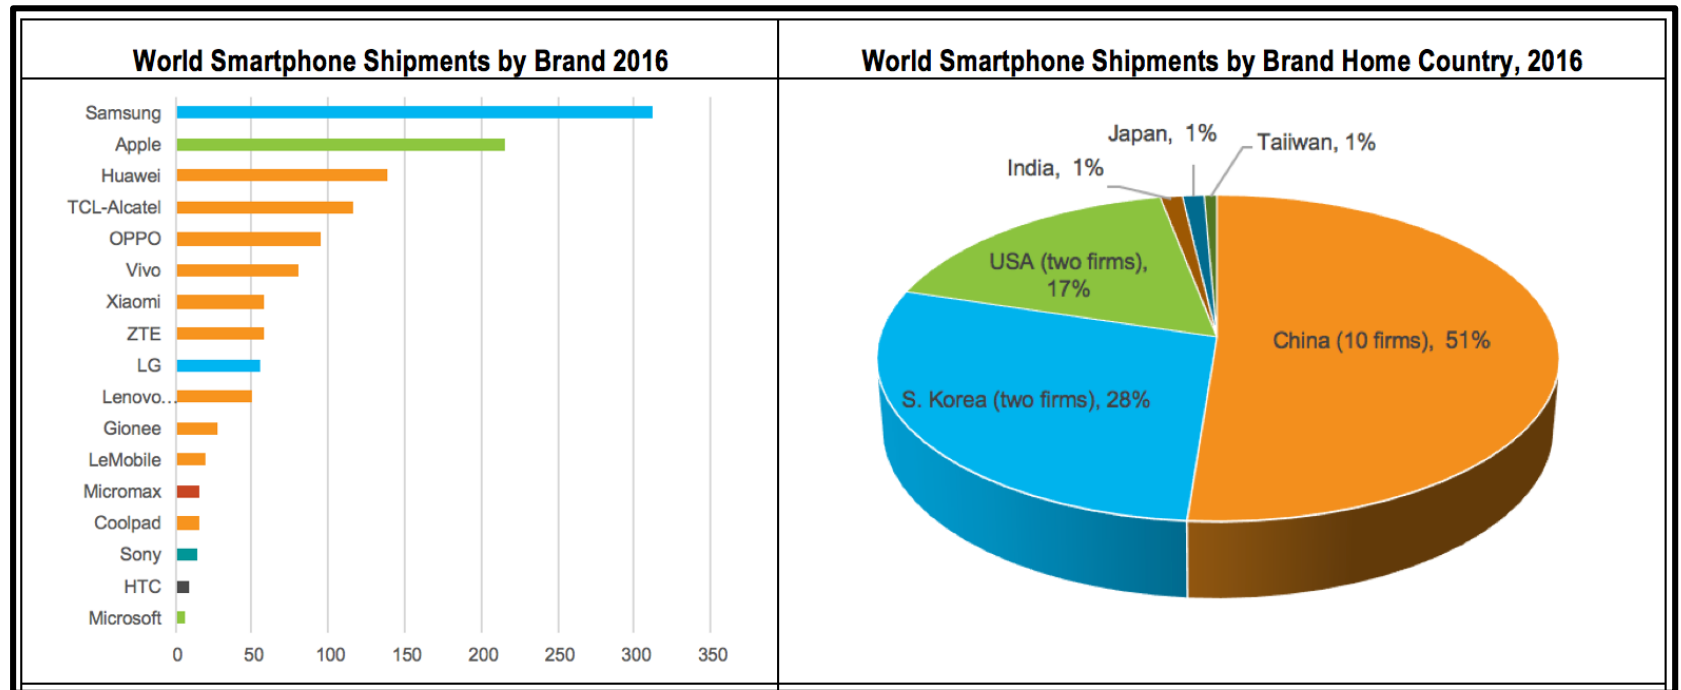 World Smartphone Shipments by Brand 2016
Samsung
Apple
Huawei
TCL-Alcatel
OPPO
Vivo
Xiaomi
ZTE
LG
Lenovo...
Gionee
LeMobile
Micromax
Coolpad
Sony
HTC
Microsoft
0 50 100 150 200 250 300 350
World Smartphone Shipments by Brand Home Country, 2016
Japan, 1%
Taiiwan, 1%
India, 1%
USA (two firms),
17%
China (10 firms), 51%
S. Korea (two firms), 28%